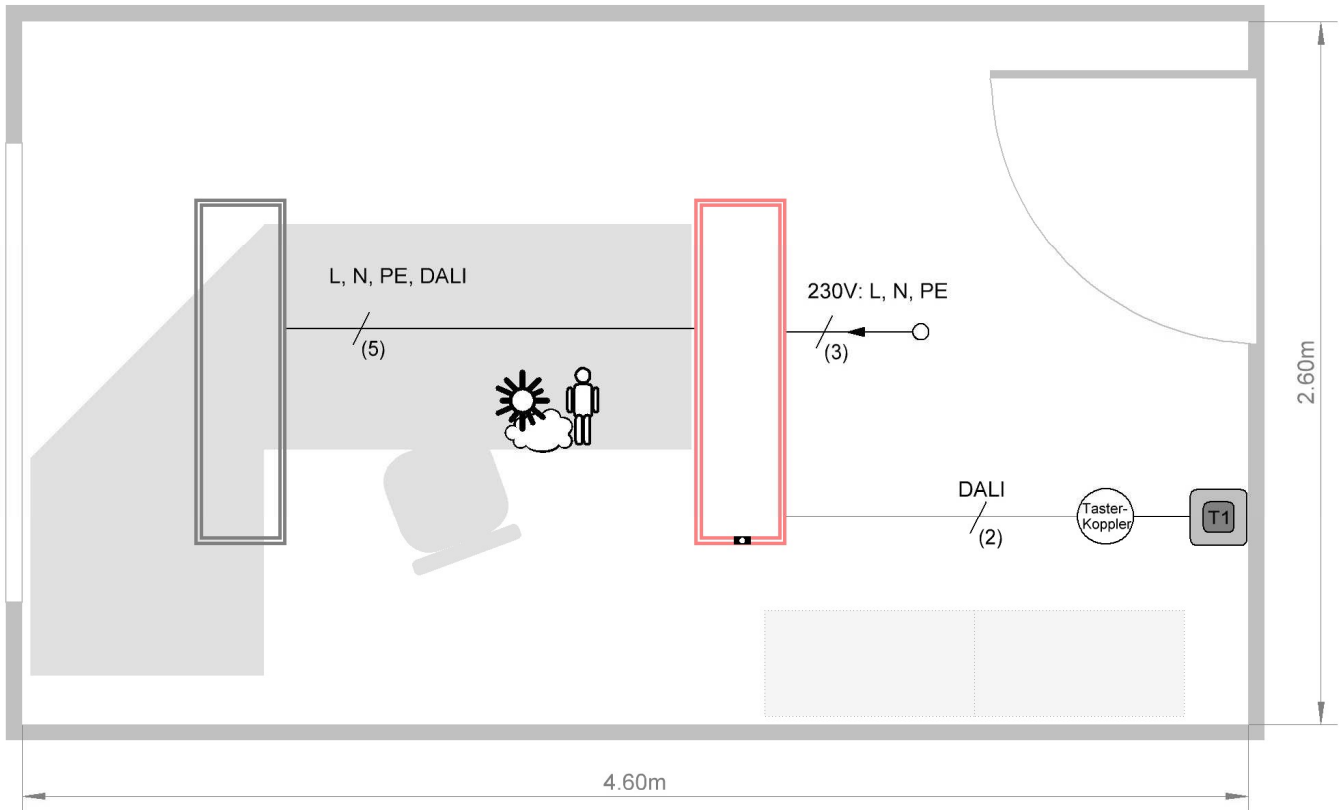 L, N, PE, DALI
(5)
230V: L, N, PE
(3)
2.60m
DALI
(2)
Taster-
Koppler
T1
4.60m